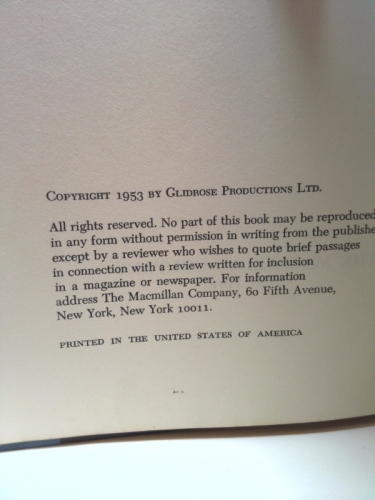 COPYRIGHT 1953 BY GLIDROSE PRODUCTIONS LTD.
All rights reserved. No part of this book may be reproduced
in any form without permission in writing from the publishe
except by a reviewer who wishes to quote brief passages
in connection with a review written for inclusion
in a magazine or newspaper. For information
address The Macmillan Company, 60 Fifth Avenue,
New York, New York 10011.
PRINTED IN THE UNITED STATES OF AMERICA